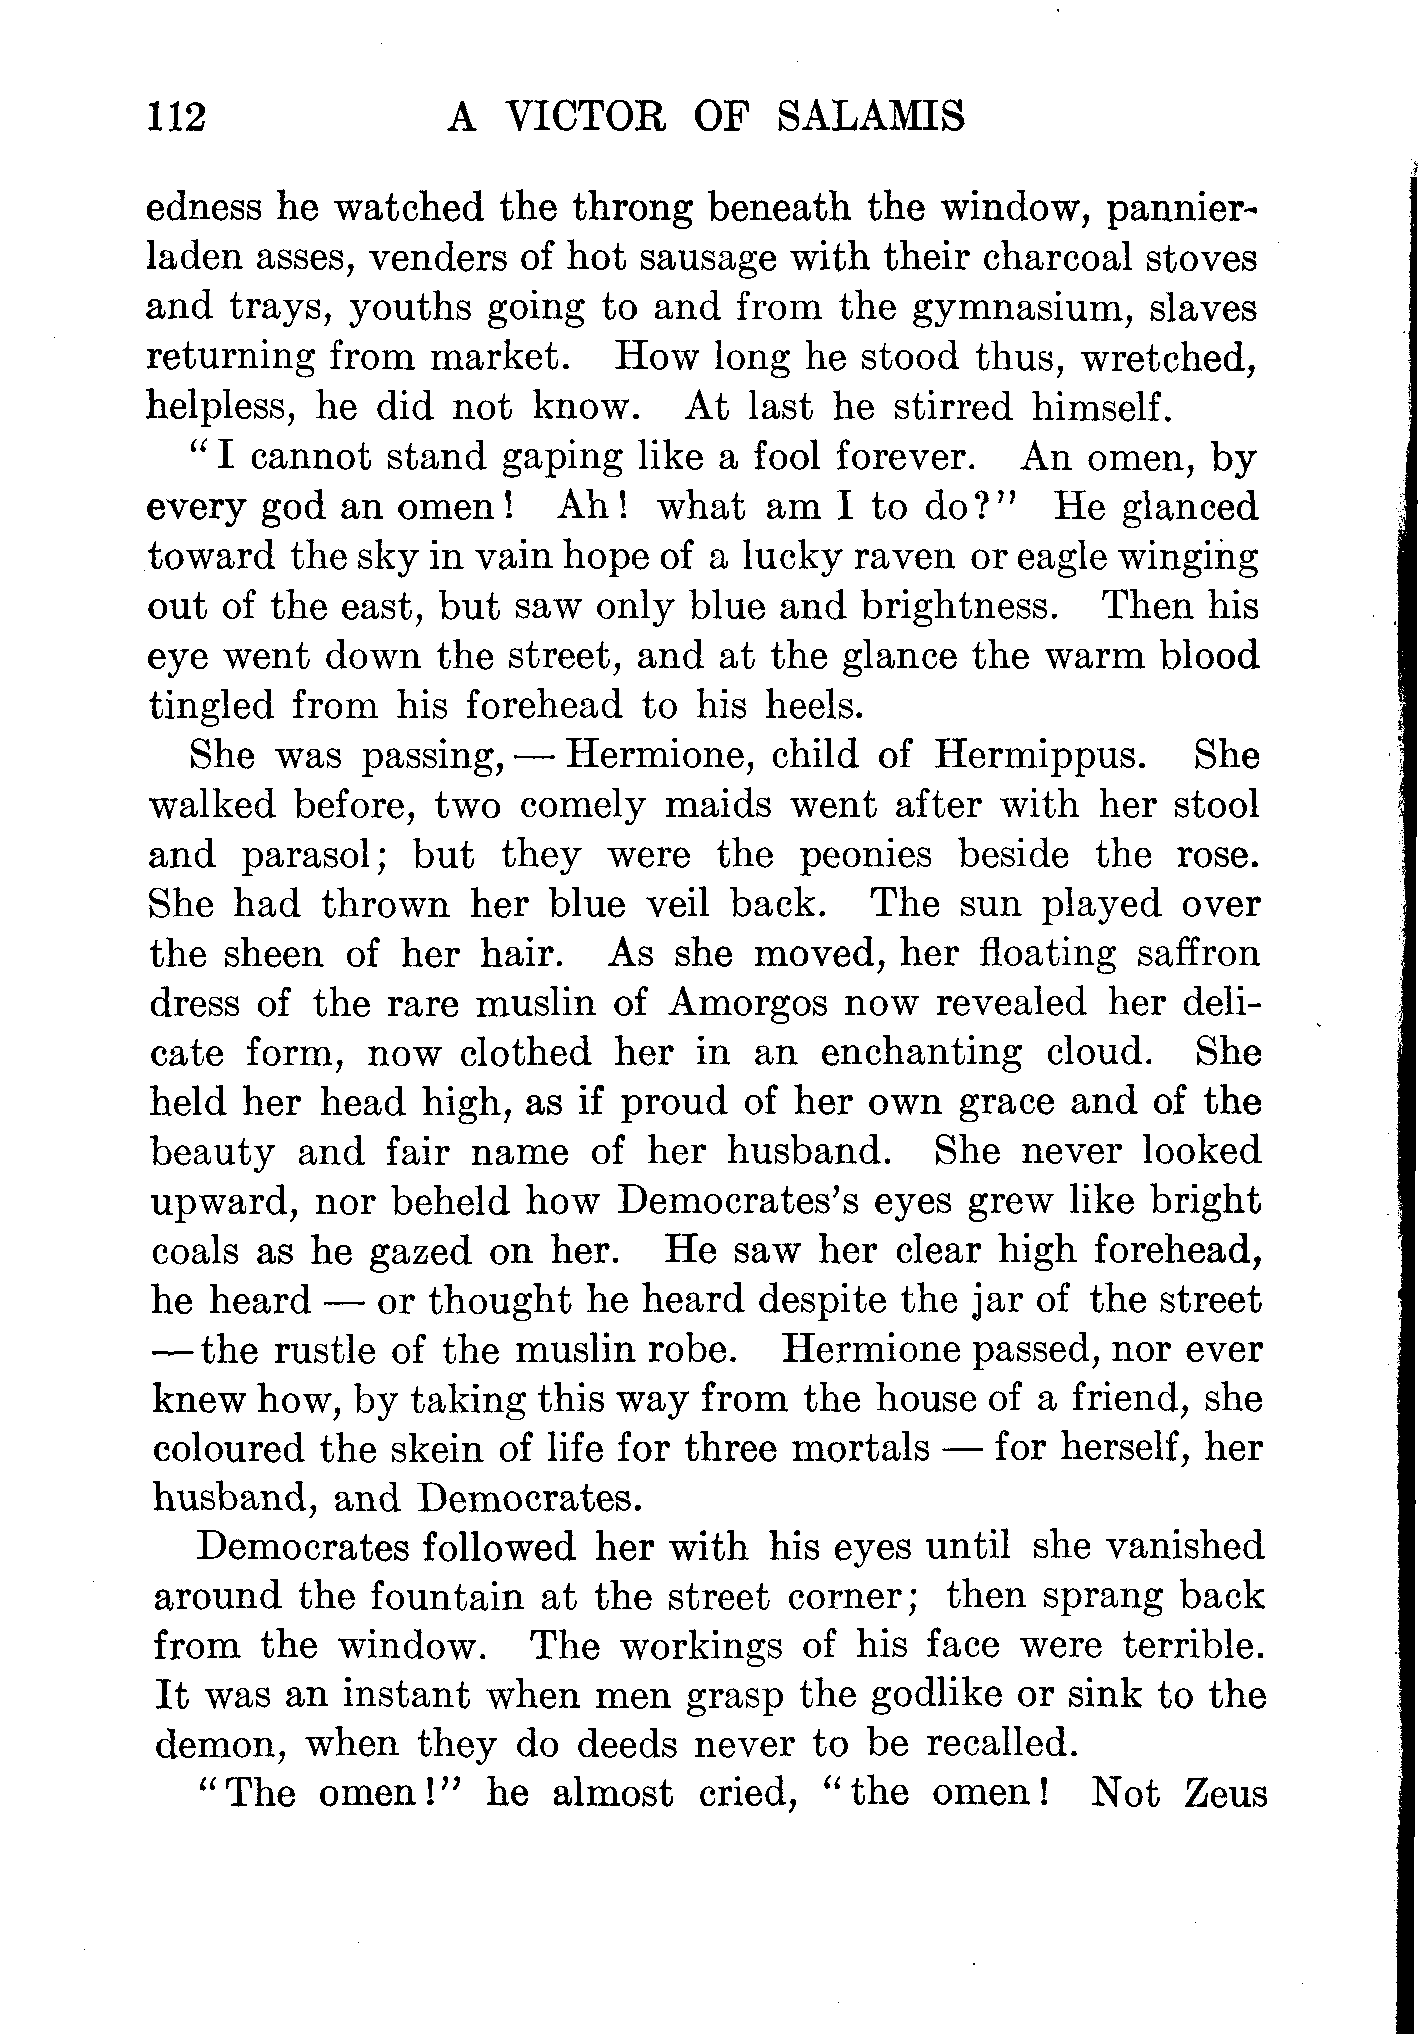 112 A VICTOR OF SALAMIS
edness he watched the throng beneath the window, pannier-
laden asses, venders of hot sausage with their charcoal stoves
and trays, youths going to and from the gymnasium, slaves
returning from market. How long he stood thus, wretched,
helpless, he did not know. At last he stirred himself.
"I cannot stand gaping like a fool forever. An omen, by
every god an omen! Ah! what am I to do?" He glanced
toward the sky in vain hope of a lucky raven or eagle winging
out of the east, but saw only blue and brightness. Then his
eye went down the street, and at the glance the warm blood
tingled from his forehead to his heels.
She was passing, — Hermione, child of Hermippus. She
walked before, two comely maids went after with her stool
and parasol; but they were the peonies beside the rose.
She had thrown her blue veil back. The sun played over
the sheen of her hair. As she moved, her floating saffron
dress of the rare muslin of Amorgos now revealed her deli-
cate form, now clothed her in an enchanting cloud. She
held her head high, as if proud of her own grace and of the
beauty and fair name of her husband. She never looked
upward, nor beheld how Democrates's eyes grew like bright
coals as he gazed on her. He saw her clear high forehead,
he heard — or thought he heard despite the jar of the street
— the rustle of the muslin robe. Hermione passed, nor ever
knew how, by taking this way from the house of a friend, she
coloured the skein of life for three mortals — for herself, her
husband, and Democrates.
Democrates followed her with his eyes until she vanished
around the fountain at the street corner; then sprang back
from the window. The workings of his face were terrible.
It was an instant when men grasp the godlike or sink to the
demon, when they do deeds never to be recalled.
"The omen!" he almost cried, "the omen! Not Zeus